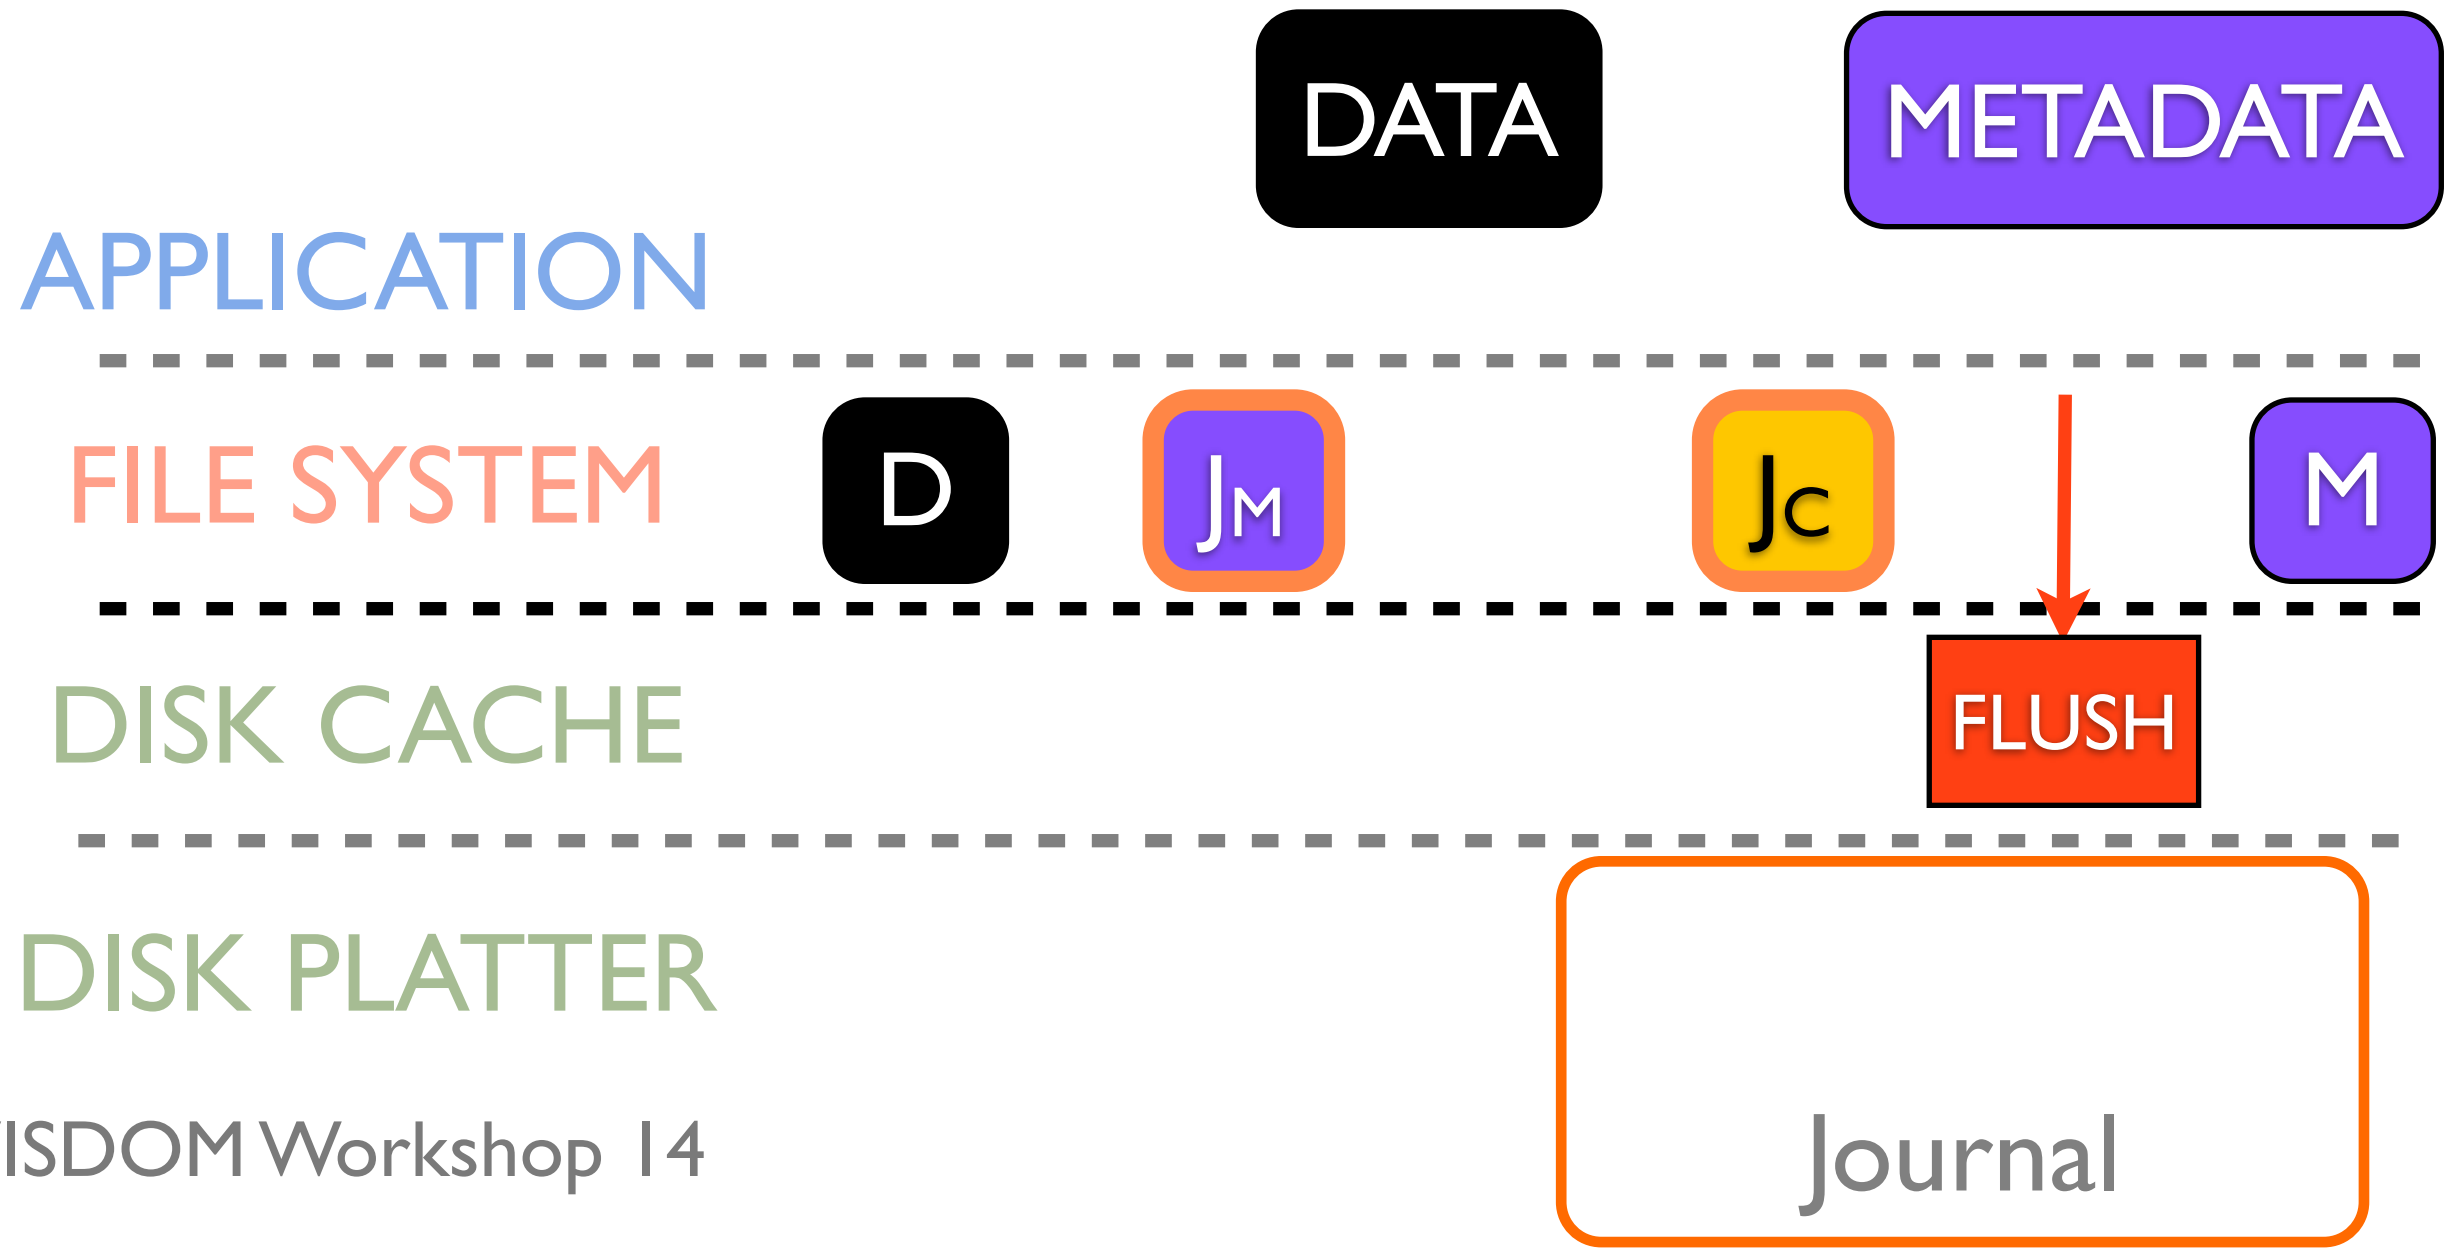 DATA METADATA
APPLICATION
FILE SYSTEM D JM JC M
DISK CACHE FLUSH
DISK PLATTER
ISDOM Workshop 14
Journal